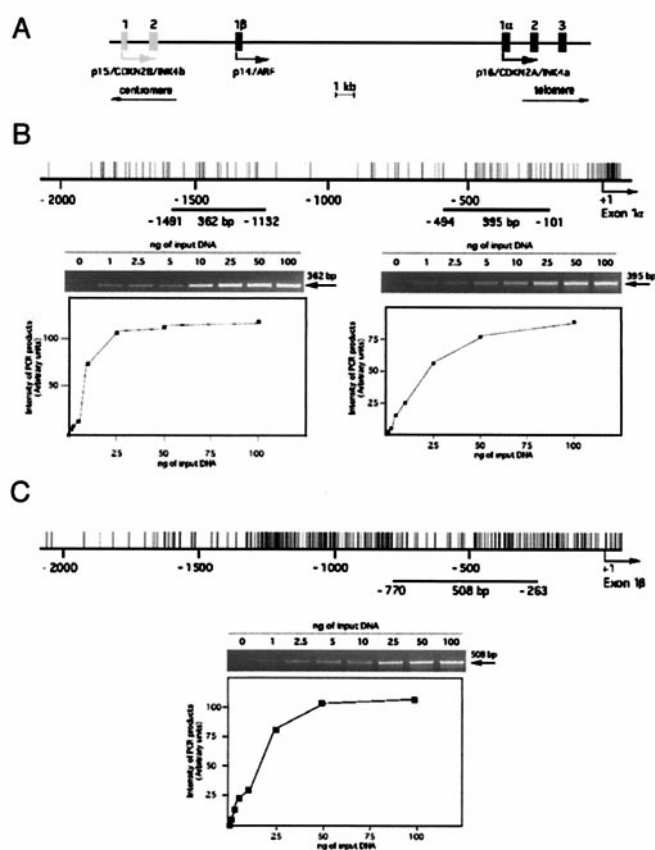 A
1 2 1β 1α 2 3
p15/CDKN2B/INK4b p14/ARF p16/CDKN2A/INK4a
centromere 1 kb telomere
B
- 2000 -1500 -1000 -500 +1
Exon 1α
-1491 362 bp -1132 -494 395 bp -101
ng of input DNA
0 1 2.5 5 10 25 50 100
362 bp
Intensity of PCR products
(Arbitrary units)
100
50
25 50 75 100
ng of input DNA
ng of input DNA
0 1 2.5 5 10 25 50 100
395 bp
Intensity of PCR products
(Arbitrary units)
75
50
25
25 50 75 100
ng of input DNA
C
- 2000 -1500 -1000 -500 +1
Exon 1β
-770 508 bp -263
ng of input DNA
0 1 2.5 5 10 25 50 100
508 bp
Intensity of PCR products
(Arbitrary units)
100
75
50
25
25 50 75 100
ng of input DNA